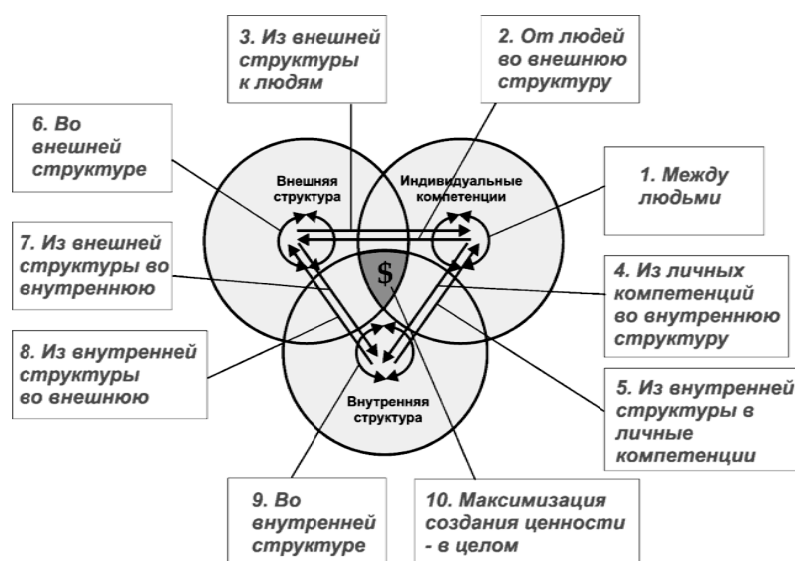 3. Из внешней
структуры
к людям
2. От людей
во внешнюю
структуру
6. Во
внешней
структуре
Внешняя
структура
Индивидуальные
компетенции
1. Между
людьми
7. Из внешней
структуры во
внутреннюю
$
4. Из личных
компетенций
во внутреннюю
структуру
8. Из внутренней
структуры
во внешнюю
Внутренняя
структура
5. Из внутренней
структуры в
личные
компетенции
9. Во
внутренней
структуре
10. Максимизация
создания ценности
- в целом